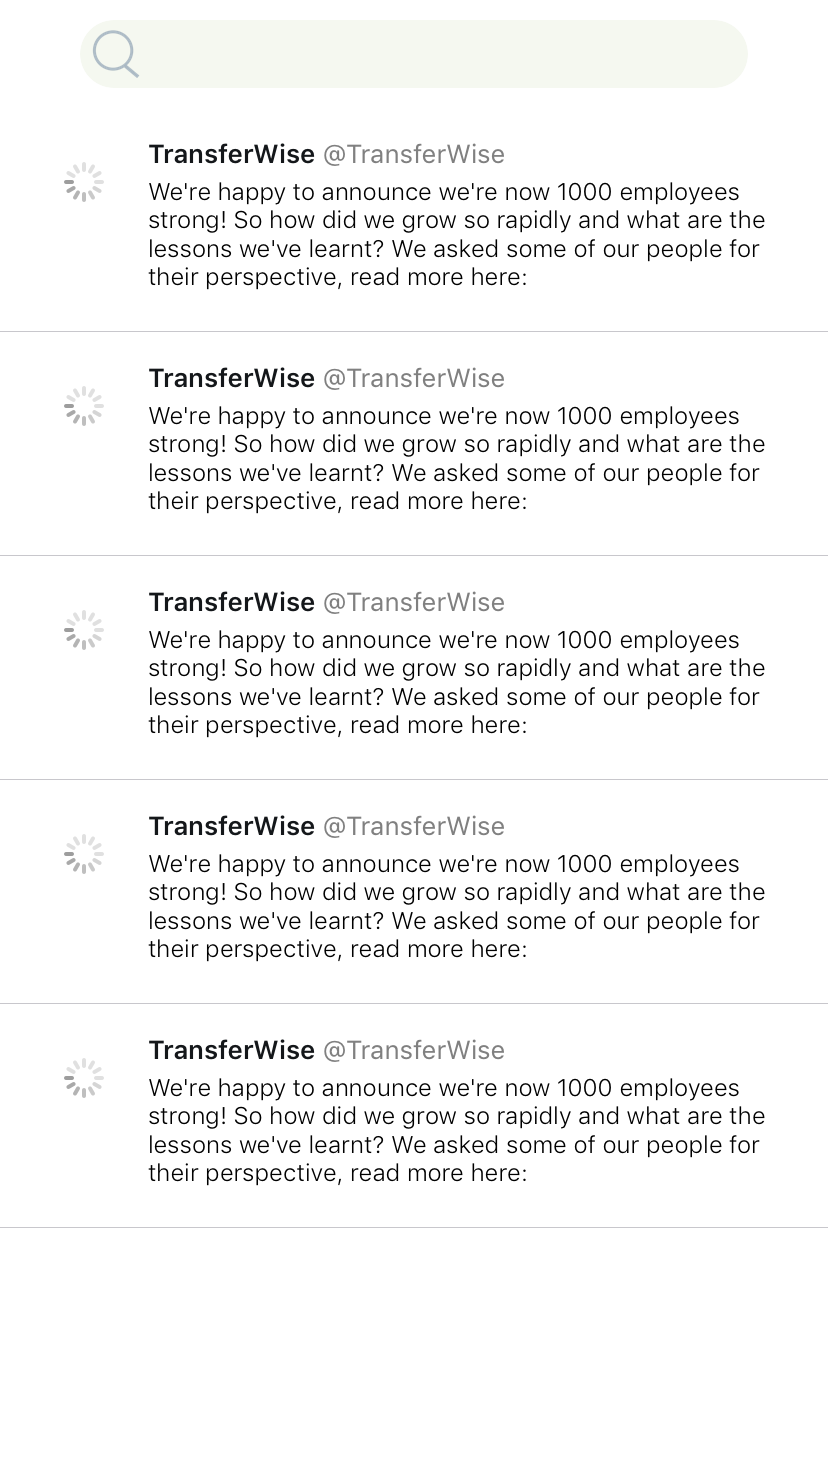 TransferWise @TransferWise
We're happy to announce we're now 1000 employees
strong! So how did we grow so rapidly and what are the
lessons we've learnt? We asked some of our people for
their perspective, read more here:
TransferWise @TransferWise
We're happy to announce we're now 1000 employees
strong! So how did we grow so rapidly and what are the
lessons we've learnt? We asked some of our people for
their perspective, read more here:
TransferWise @TransferWise
We're happy to announce we're now 1000 employees
strong! So how did we grow so rapidly and what are the
lessons we've learnt? We asked some of our people for
their perspective, read more here:
TransferWise @TransferWise
We're happy to announce we're now 1000 employees
strong! So how did we grow so rapidly and what are the
lessons we've learnt? We asked some of our people for
their perspective, read more here:
TransferWise @TransferWise
We're happy to announce we're now 1000 employees
strong! So how did we grow so rapidly and what are the
lessons we've learnt? We asked some of our people for
their perspective, read more here: